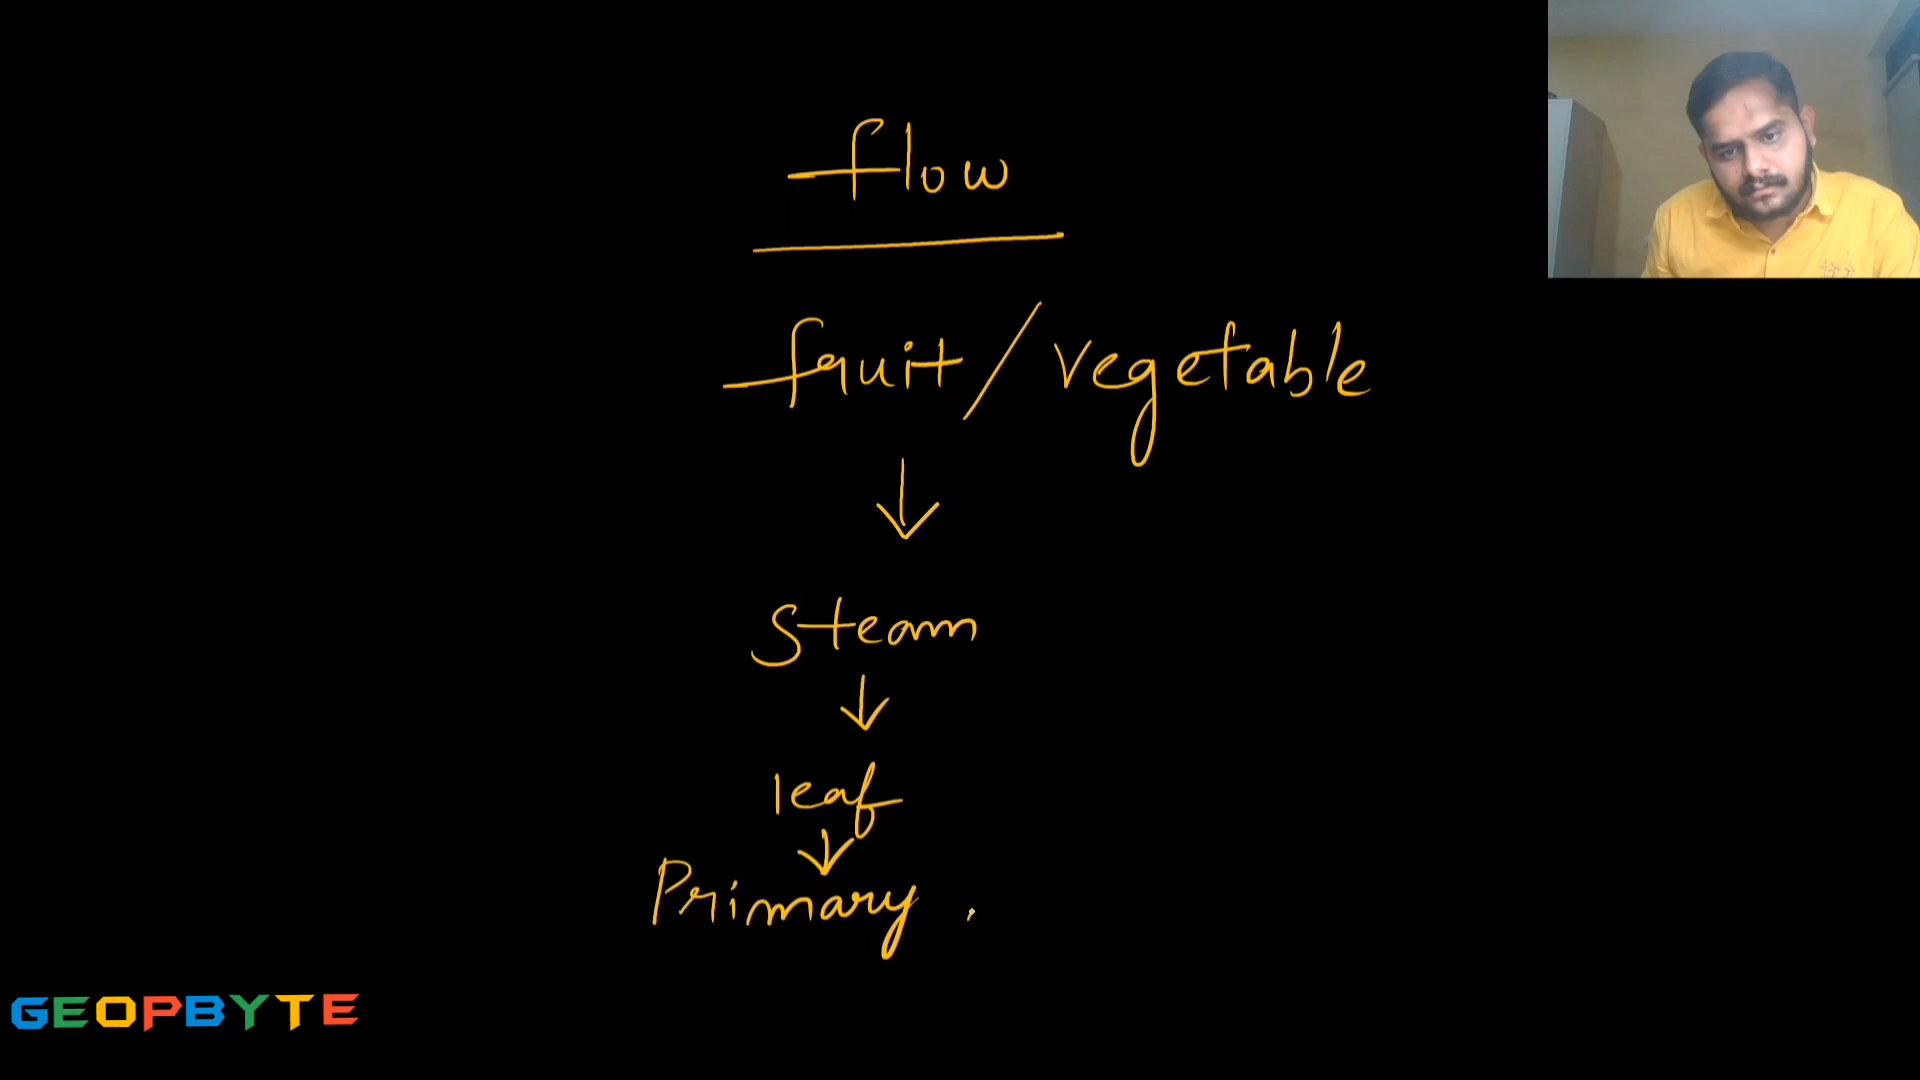 flow
fruit/vegetable
↓
steam
↓
leaf
↓
Primary .
GEOPBYTE